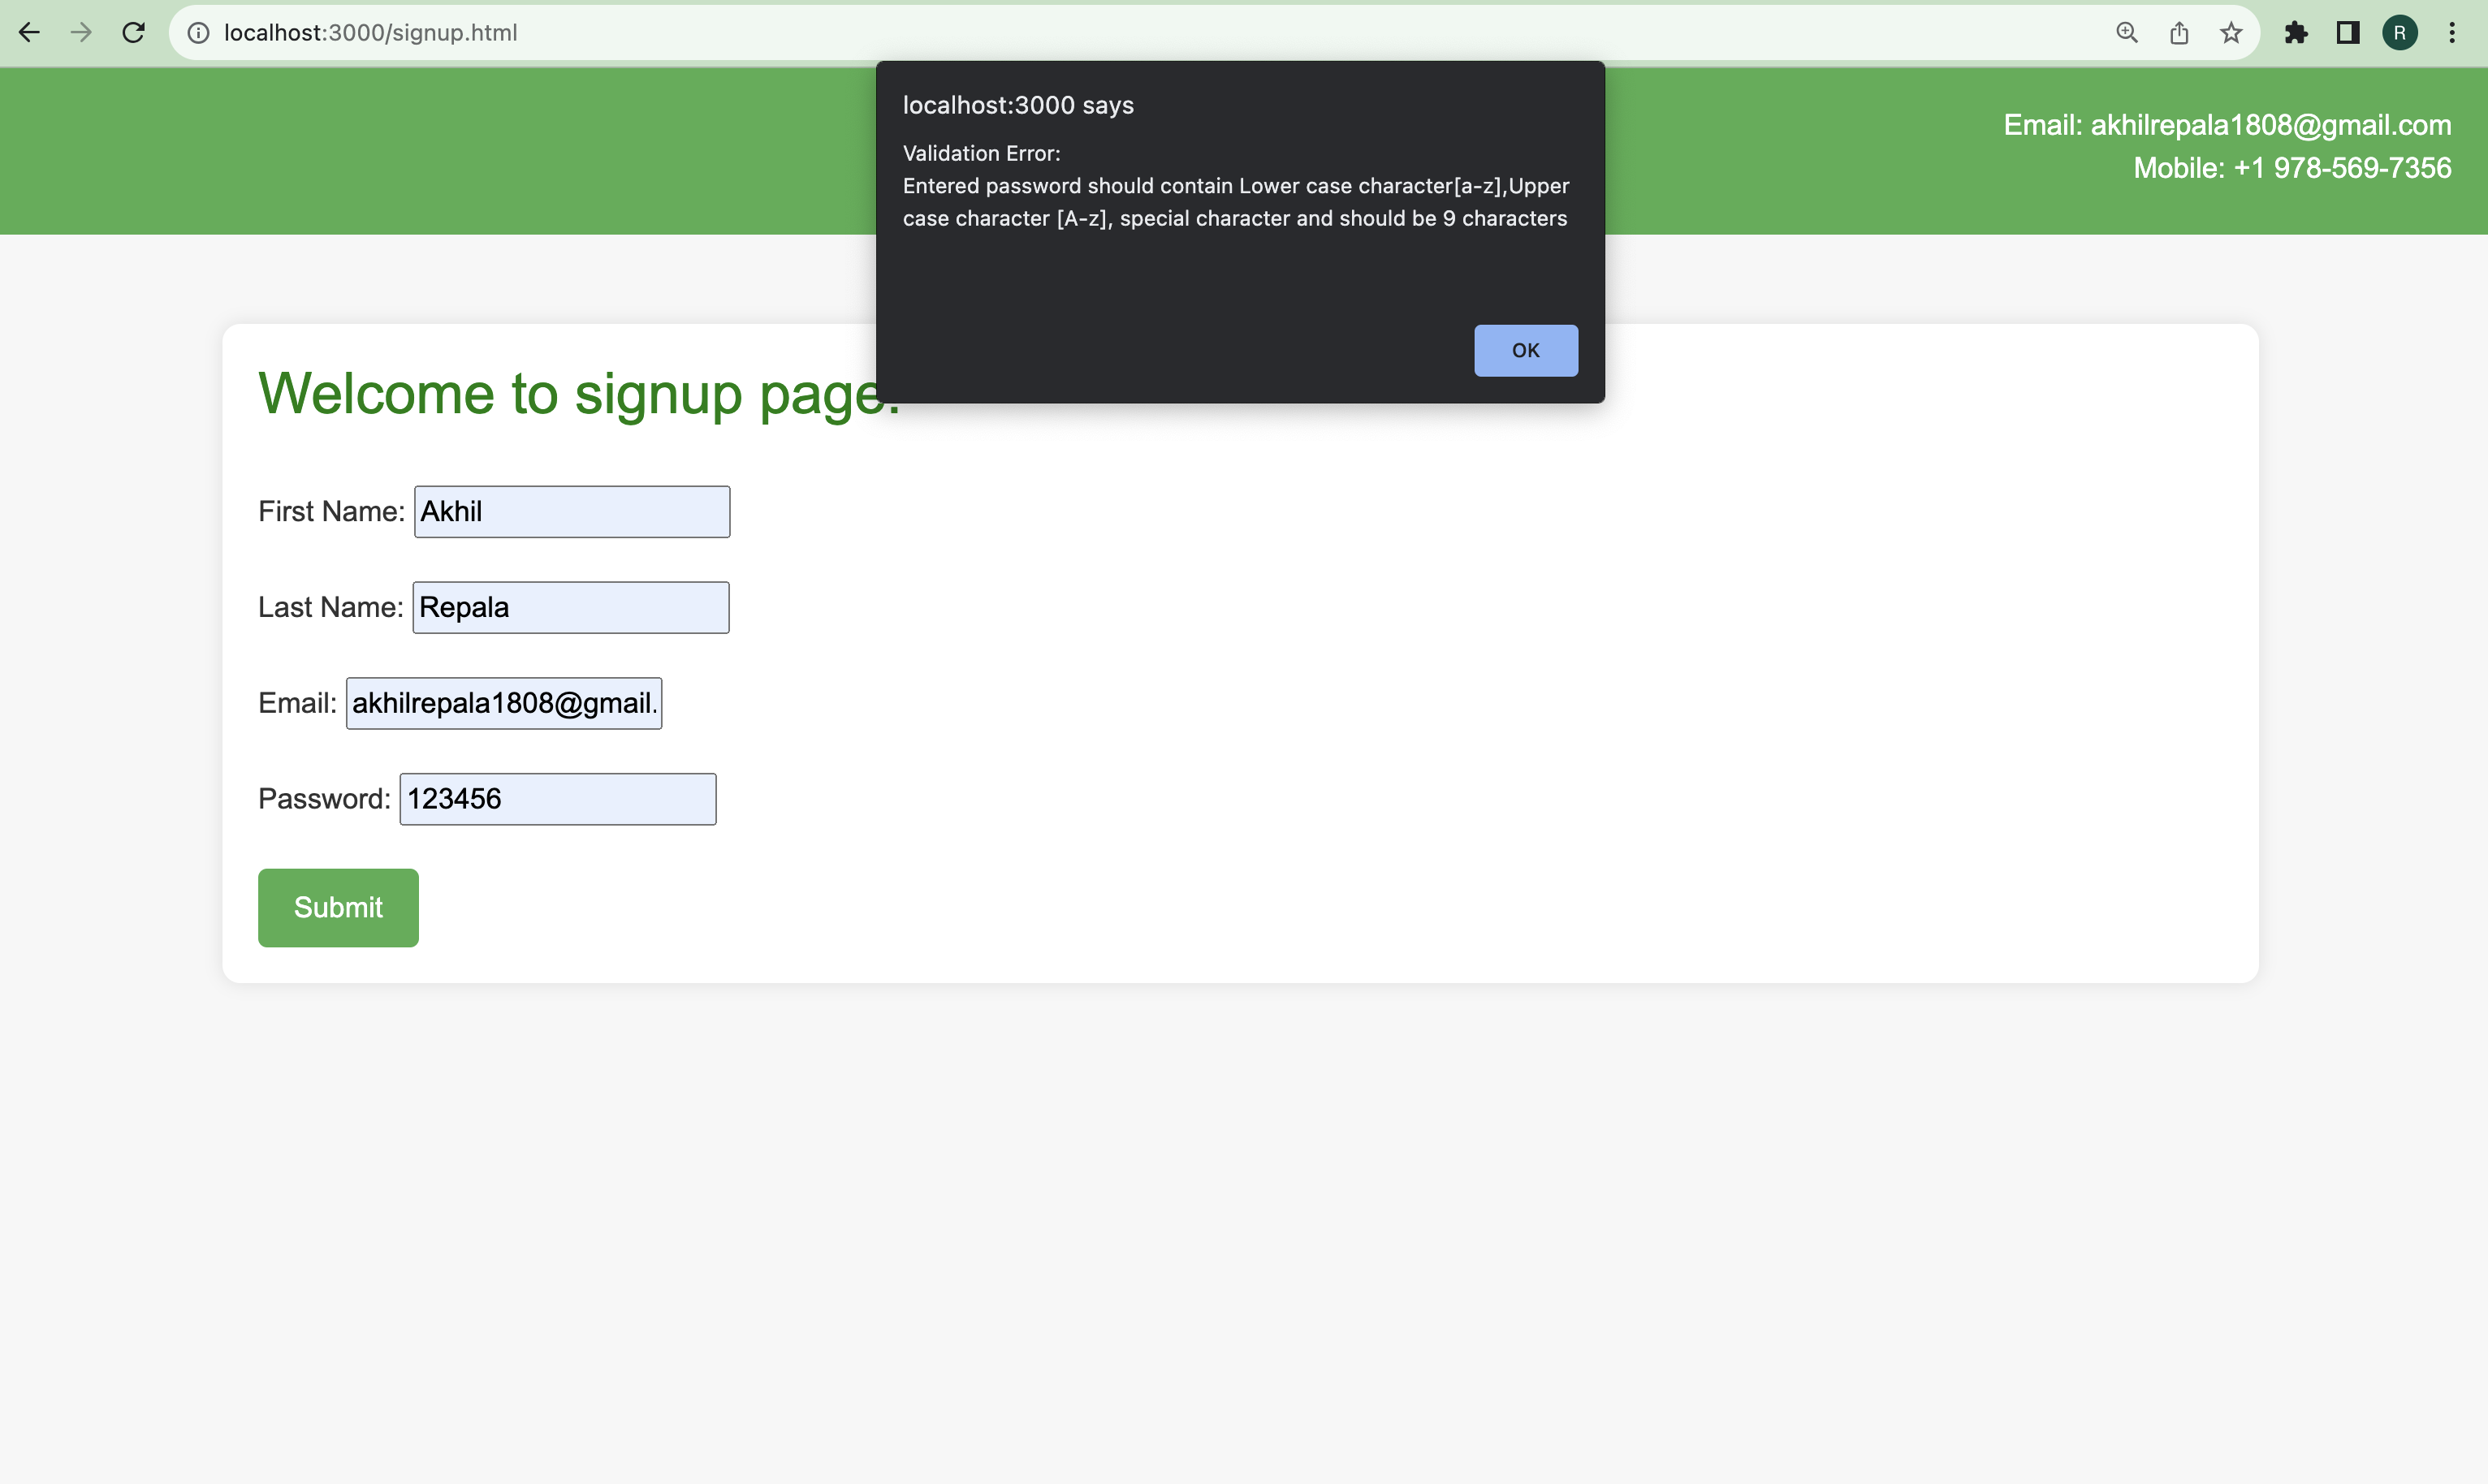 localhost:3000/signup.html
R
localhost:3000 says
Validation Error:
Entered password should contain Lower case character[a-z],Upper
case character [A-z], special character and should be 9 characters
OK
Email: akhilrepala1808@gmail.com
Mobile: +1 978-569-7356
Welcome to signup page.
First Name: Akhil
Last Name: Repala
Email: akhilrepala1808@gmail.
Password: 123456
Submit